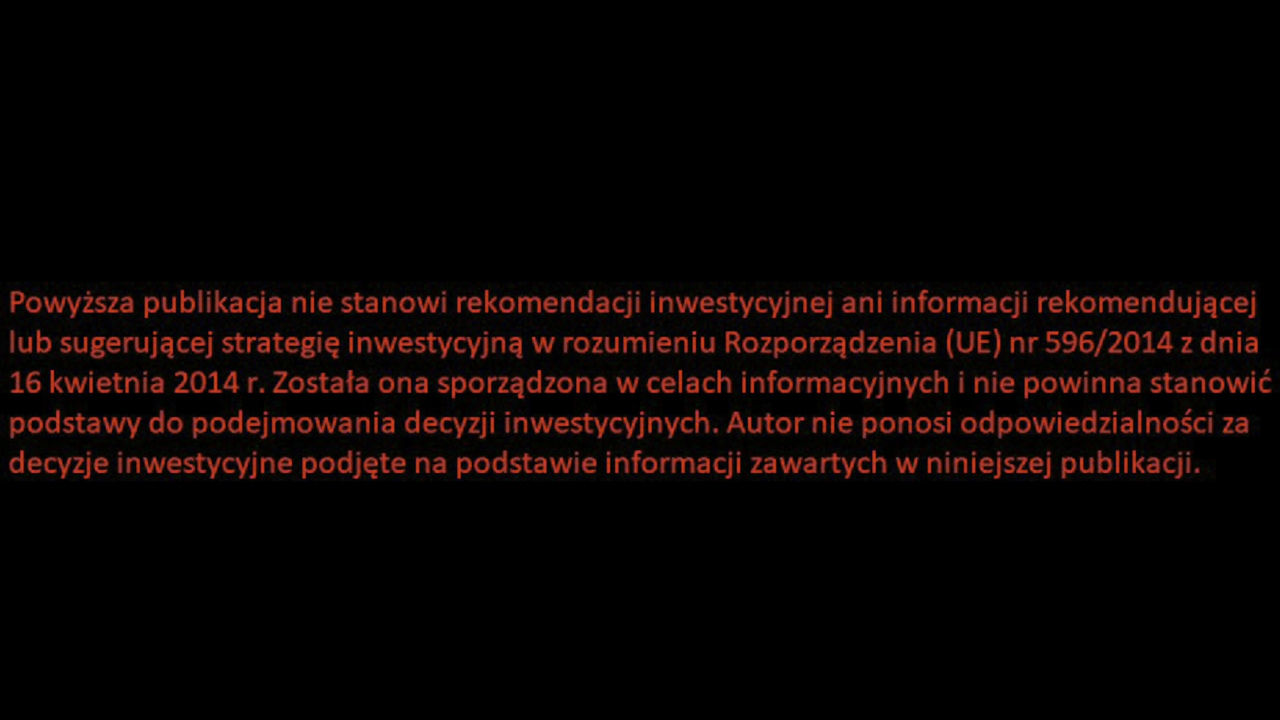 Powyższa publikacja nie stanowi rekomendacji inwestycyjnej ani informacji rekomendującej
lub sugerującej strategię inwestycyjną w rozumieniu Rozporządzenia (UE) nr 596/2014 z dnia
16 kwietnia 2014 r. Została ona sporządzona w celach informacyjnych i nie powinna stanowić
podstawy do podejmowania decyzji inwestycyjnych. Autor nie ponosi odpowiedzialności za
decyzje inwestycyjne podjęte na podstawie informacji zawartych w niniejszej publikacji.